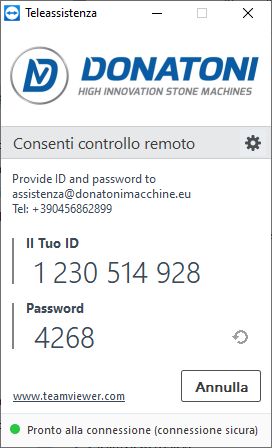 Teleassistenza
DONATONI
HIGH INNOVATION STONE MACHINES
Consenti controllo remoto
Provide ID and password to
assistenza@donatonimacchine.eu
Tel: +390456862899
Il Tuo ID
1 230 514 928
Password
4268
www.teamviewer.com
Annulla
Pronto alla connessione (connessione sicura)